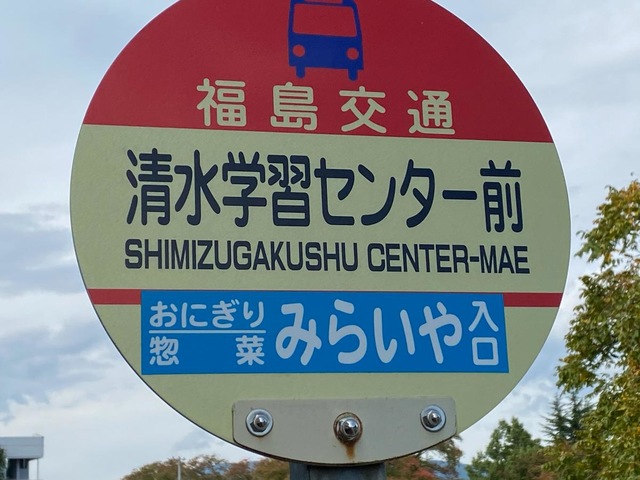 福島交通
清水学習センター前
SHIMIZUGAKUSHU CENTER-MAE
おにぎり
惣菜
みらいや
入口